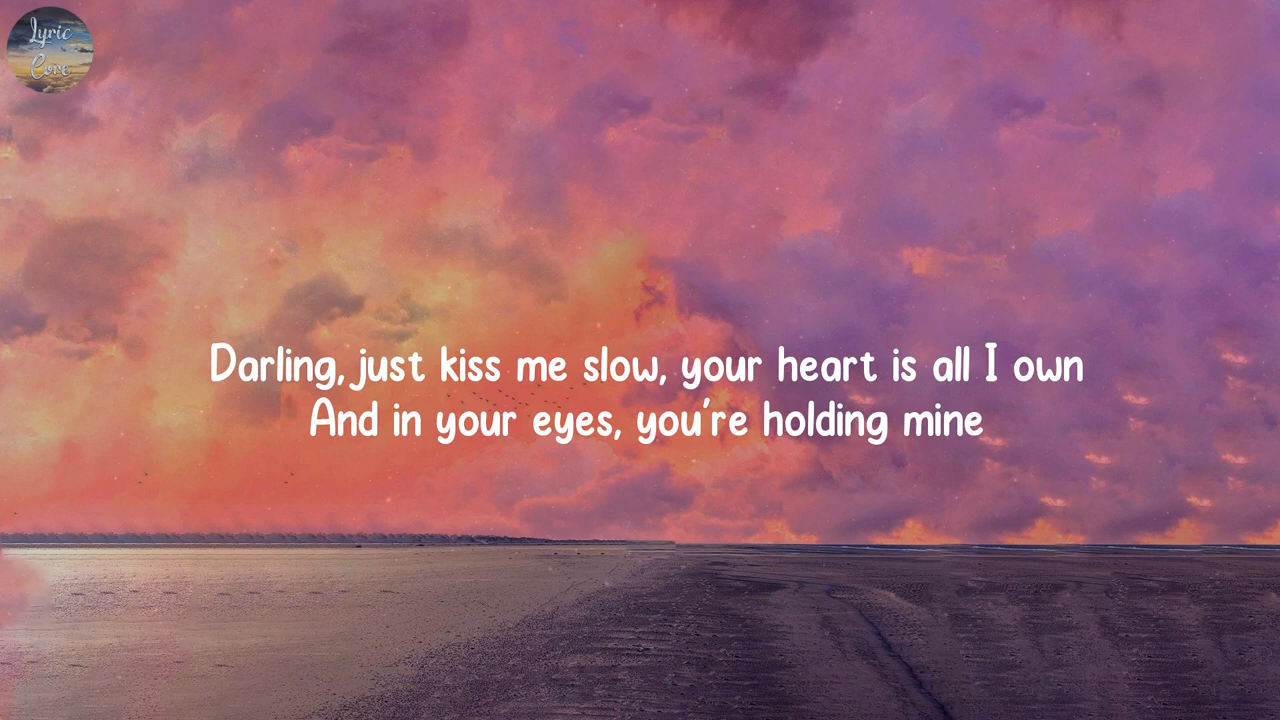 Lyric
Core
Darling, just kiss me slow, your heart is all I own
And in your eyes, you're holding mine